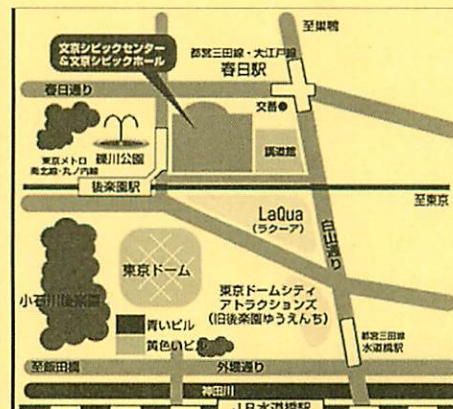 至巣鴨
文京シビックセンター
&文京シビックホール
都営三田線・大江戸線
春日駅
春日通り
交番
東京メトロ
南北線・丸ノ内線
礫川公園
講道館
後楽園駅
至東京
LaQua
(ラクーア)
白山通り
東京ドーム
小石川後楽園
東京ドームシティ
アトラクションズ
(旧後楽園ゆうえんち)
青いビル
黄色いビル
都営三田線
水道橋駅
至飯田橋
外堀通り
神田川
JR水道橋駅